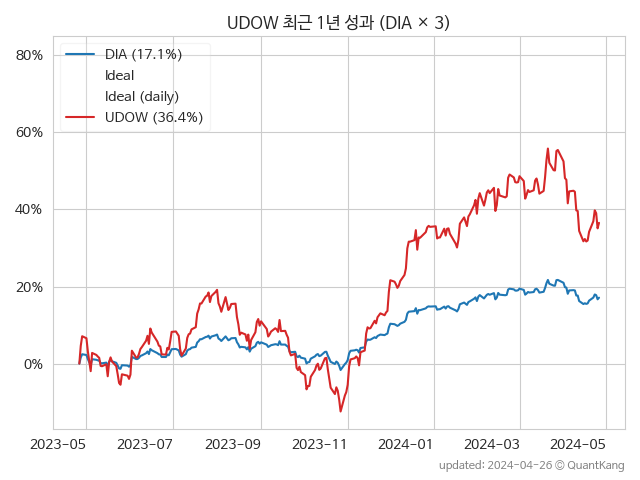 UDOW 최근 1년 성과 (DIA × 3)
80%
60%
40%
20%
0%
DIA (17.1%)
Ideal
Ideal (daily)
UDOW (36.4%)
2023-05 2023-07 2023-09 2023-11 2024-01 2024-03 2024-05
updated: 2024-04-26 © QuantKang